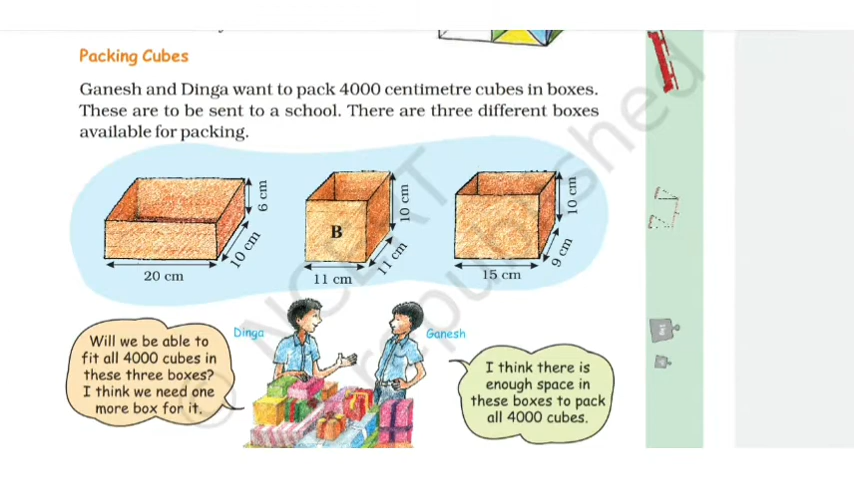 Packing Cubes
Ganesh and Dinga want to pack 4000 centimetre cubes in boxes.
These are to be sent to a school. There are three different boxes
available for packing.
6 cm
10 cm
20 cm
B
10 cm
11 cm
11 cm
10 cm
9 cm
15 cm
Dinga
Ganesh
Will we be able to
fit all 4000 cubes in
these three boxes?
I think we need one
more box for it.
I think there is
enough space in
these boxes to pack
all 4000 cubes.
© NCERT
republished